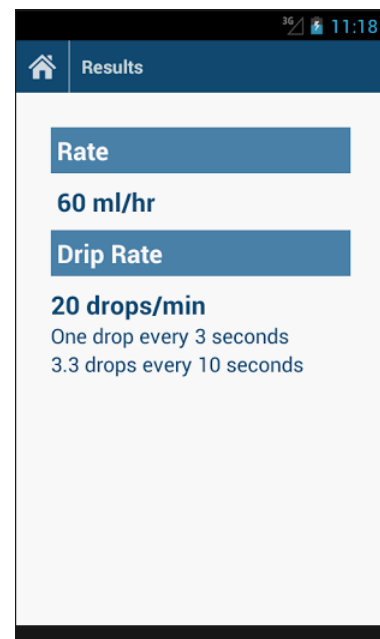 3G 11:18
Results
Rate
60 ml/hr
Drip Rate
20 drops/min
One drop every 3 seconds
3.3 drops every 10 seconds